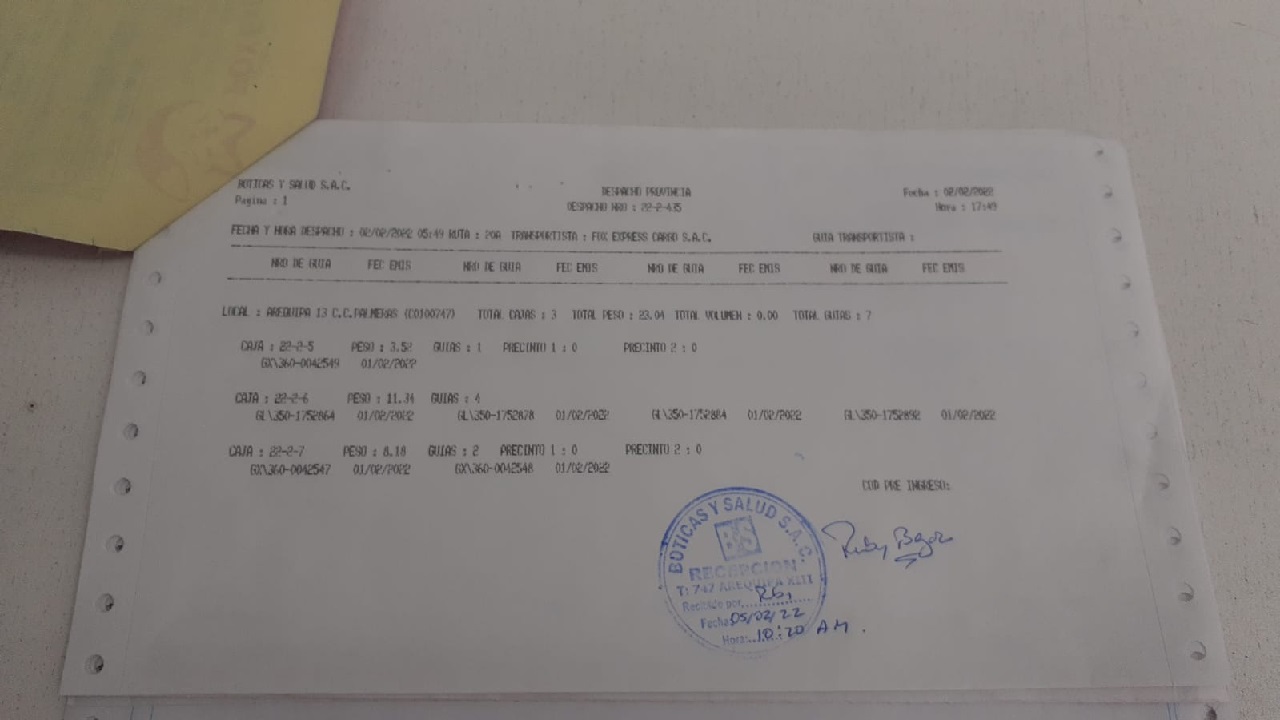 BOTICAS Y SALUD S.A.C.
Pagina : 1
DESPACHO PROVINCIA
DESPACHO NRO : 22-2-435
Fecha : 02/02/2022
Hora : 17:49
FECHA Y HORA DESPACHO : 02/02/2022 05:49 RUTA : 20A TRANSPORTISTA : FOX EXPRESS CARGO S.A.C. GUIA TRANSPORTISTA :
NRO DE GUIA FEC EMIS NRO DE GUIA FEC EMIS NRO DE GUIA FEC EMIS NRO DE GUIA FEC EMIS
LOCAL : AREQUIPA 13 C.C.PALMERAS (C0100747) TOTAL CAJAS : 3 TOTAL PESO : 23.04 TOTAL VOLUMEN : 0.00 TOTAL GUIAS : 7
CAJA : 22-2-5 PESO : 3.52 GUIAS : 1 PRECINTO 1 : 0 PRECINTO 2 : 0
GX\360-0042549 01/02/2022
CAJA : 22-2-6 PESO : 11.34 GUIAS : 4
GL\350-1752864 01/02/2022 GL\350-1752878 01/02/2022 GL\350-1752884 01/02/2022 GL\350-1752892 01/02/2022
CAJA : 22-2-7 PESO : 8.18 GUIAS : 2 PRECINTO 1 : 0 PRECINTO 2 : 0
GX\360-0042547 01/02/2022 GX\360-0042548 01/02/2022
COD PRE INGRESO:
BOTICAS Y SALUD S.A.C.
RECEPCION
T: 747 AREQUIPA XIII
Recibido por
Fecha: 05/02/22
Hora: 10:20 AM.